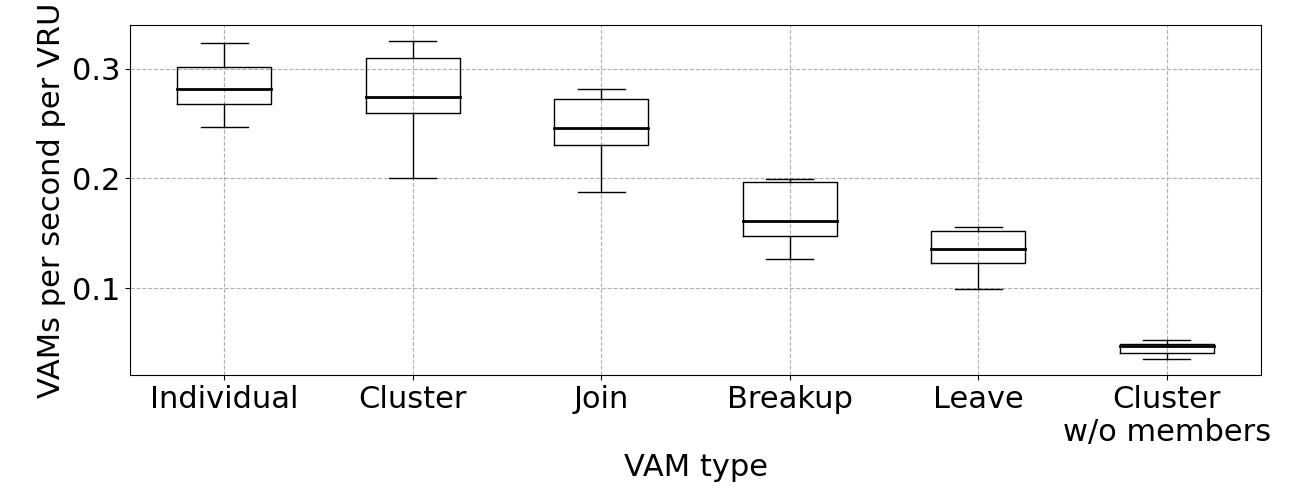 VAMs per second per VRU
0.3
0.2
0.1
Individual
Cluster
Join
Breakup
Leave
Cluster
w/o members
VAM type